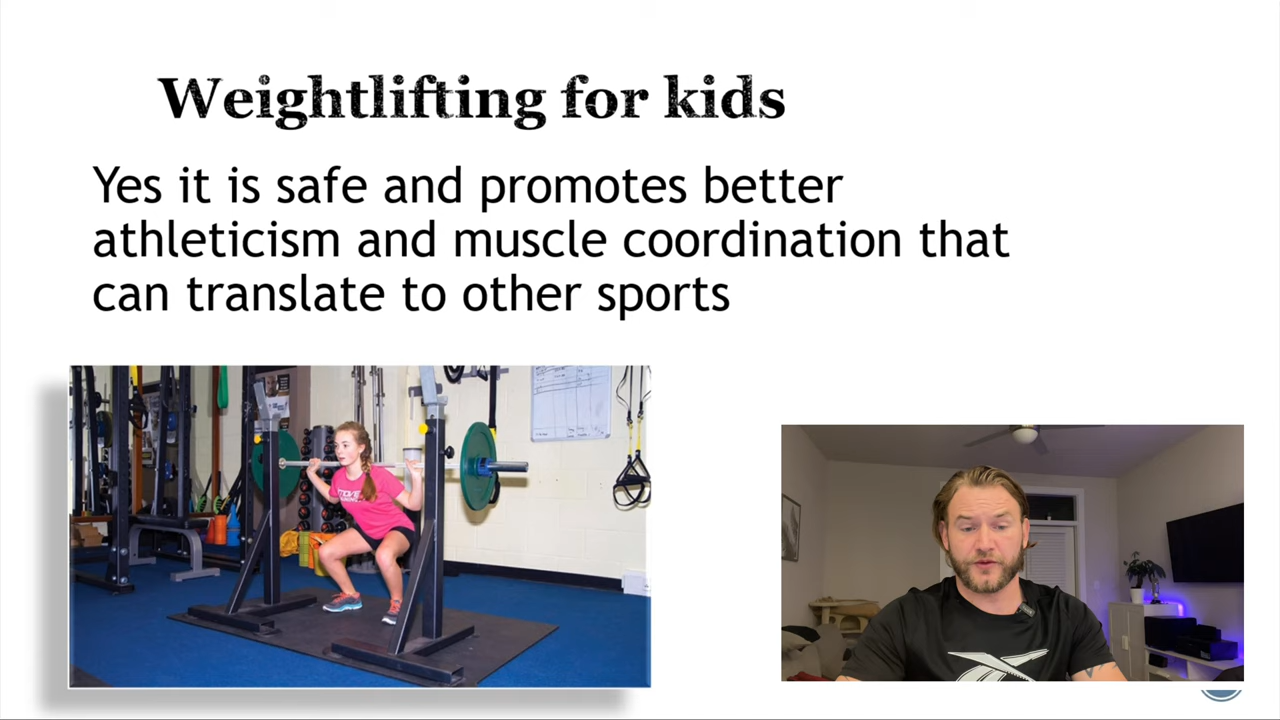 Weightlifting for kids
Yes it is safe and promotes better
athleticism and muscle coordination that
can translate to other sports
MOVE